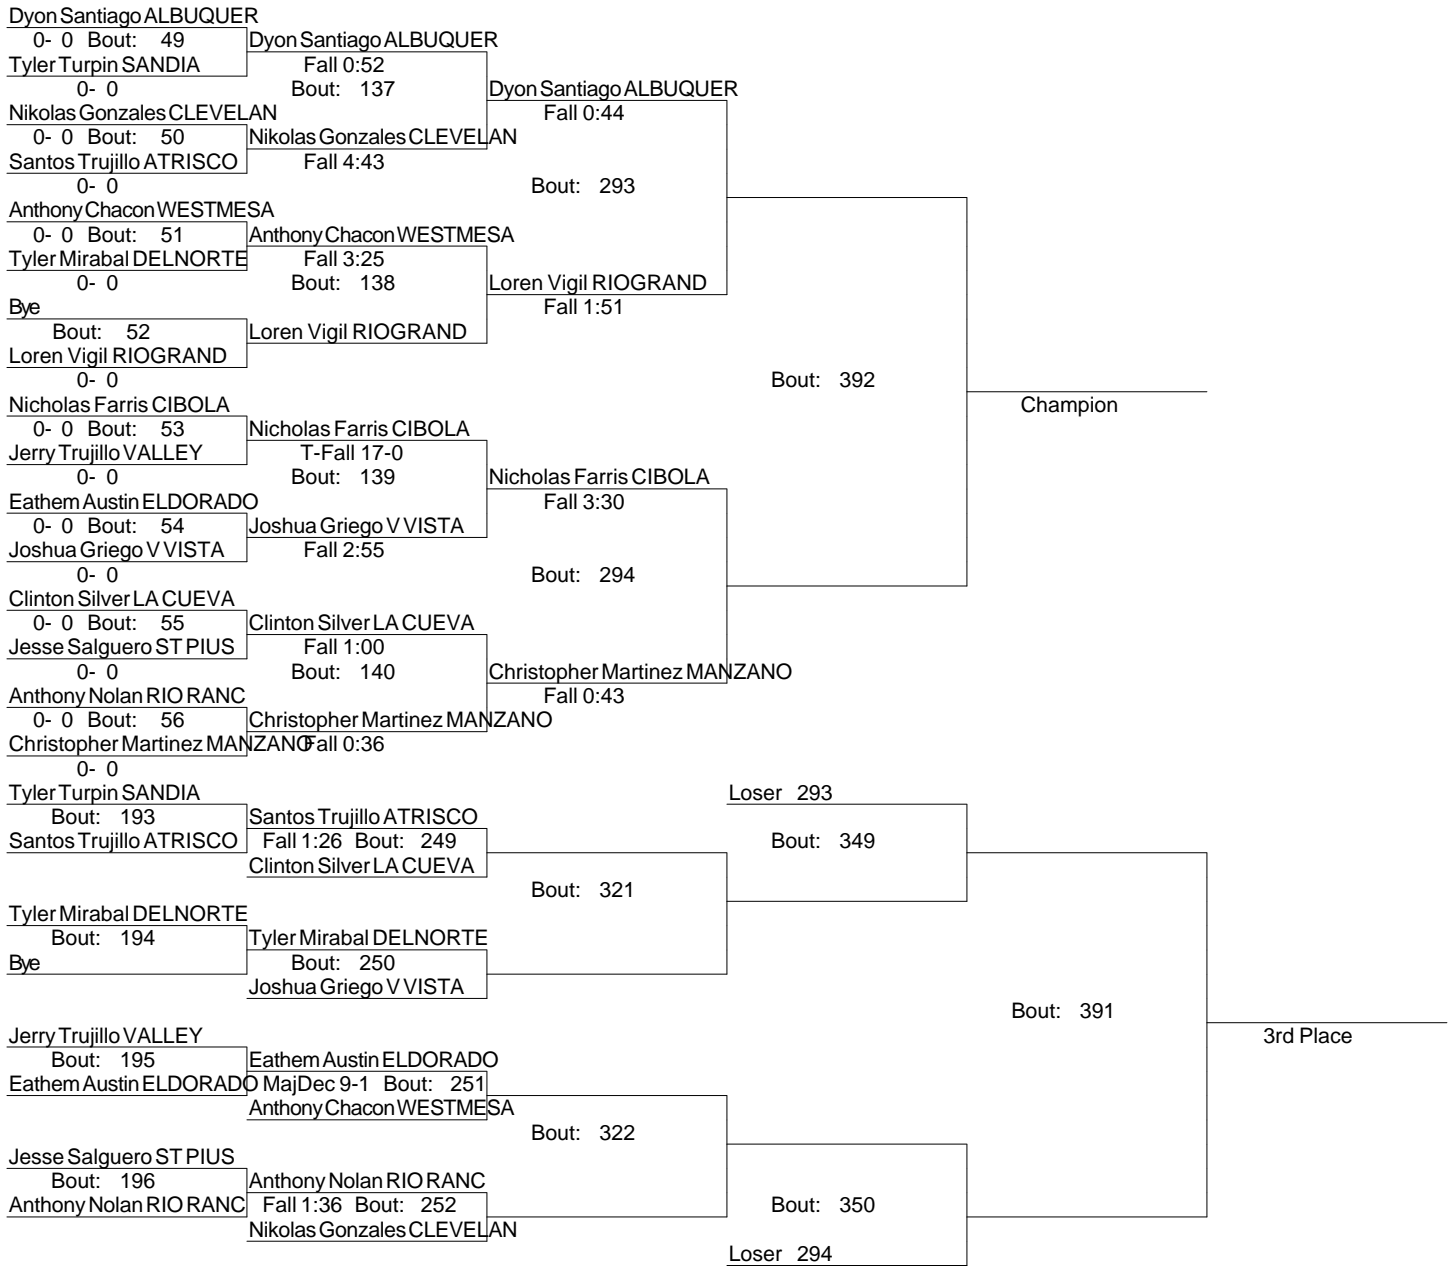 Dyon Santiago ALBUQUER
0- 0 Bout: 49 Dyon Santiago ALBUQUER
Tyler Turpin SANDIA Fall 0:52
0- 0 Bout: 137 Dyon Santiago ALBUQUER
Nikolas Gonzales CLEVELAN Fall 0:44
0- 0 Bout: 50 Nikolas Gonzales CLEVELAN
Santos Trujillo ATRISCO Fall 4:43
0- 0 Bout: 293
Anthony Chacon WESTMESA
0- 0 Bout: 51 Anthony Chacon WESTMESA
Tyler Mirabal DELNORTE Fall 3:25
0- 0 Bout: 138 Loren Vigil RIOGRAND
Bye Fall 1:51
Bout: 52 Loren Vigil RIOGRAND
Loren Vigil RIOGRAND
0- 0 Bout: 392
Nicholas Farris CIBOLA Champion
0- 0 Bout: 53 Nicholas Farris CIBOLA
Jerry Trujillo VALLEY T-Fall 17-0
0- 0 Bout: 139 Nicholas Farris CIBOLA
Eathem Austin ELDORADO Fall 3:30
0- 0 Bout: 54 Joshua Griego V VISTA
Joshua Griego V VISTA Fall 2:55
0- 0 Bout: 294
Clinton Silver LA CUEVA
0- 0 Bout: 55 Clinton Silver LA CUEVA
Jesse Salguero ST PIUS Fall 1:00
0- 0 Bout: 140 Christopher Martinez MANZANO
Anthony Nolan RIO RANC Fall 0:43
0- 0 Bout: 56 Christopher Martinez MANZANO
Christopher Martinez MANZANO Fall 0:36
0- 0
Tyler Turpin SANDIA Loser 293
Bout: 193 Santos Trujillo ATRISCO
Santos Trujillo ATRISCO Fall 1:26 Bout: 249 Bout: 349
Clinton Silver LA CUEVA
Bout: 321
Tyler Mirabal DELNORTE
Bout: 194 Tyler Mirabal DELNORTE
Bye Bout: 250
Joshua Griego V VISTA
Bout: 391
Jerry Trujillo VALLEY 3rd Place
Bout: 195 Eathem Austin ELDORADO
Eathem Austin ELDORADO MajDec 9-1 Bout: 251
Anthony Chacon WESTMESA
Bout: 322
Jesse Salguero ST PIUS
Bout: 196 Anthony Nolan RIO RANC
Anthony Nolan RIO RANC Fall 1:36 Bout: 252 Bout: 350
Nikolas Gonzales CLEVELAN
Loser 294